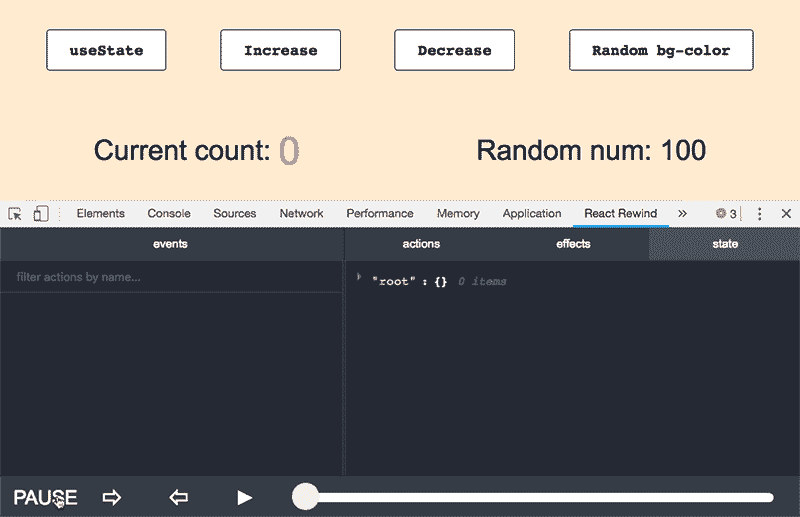 useState Increase Decrease Random bg-color
Current count: 0 Random num: 100
Elements Console Sources Network Performance Memory Application React Rewind » 3
events actions effects state
filter actions by name...
"root" : {} 0 items
PAUSE